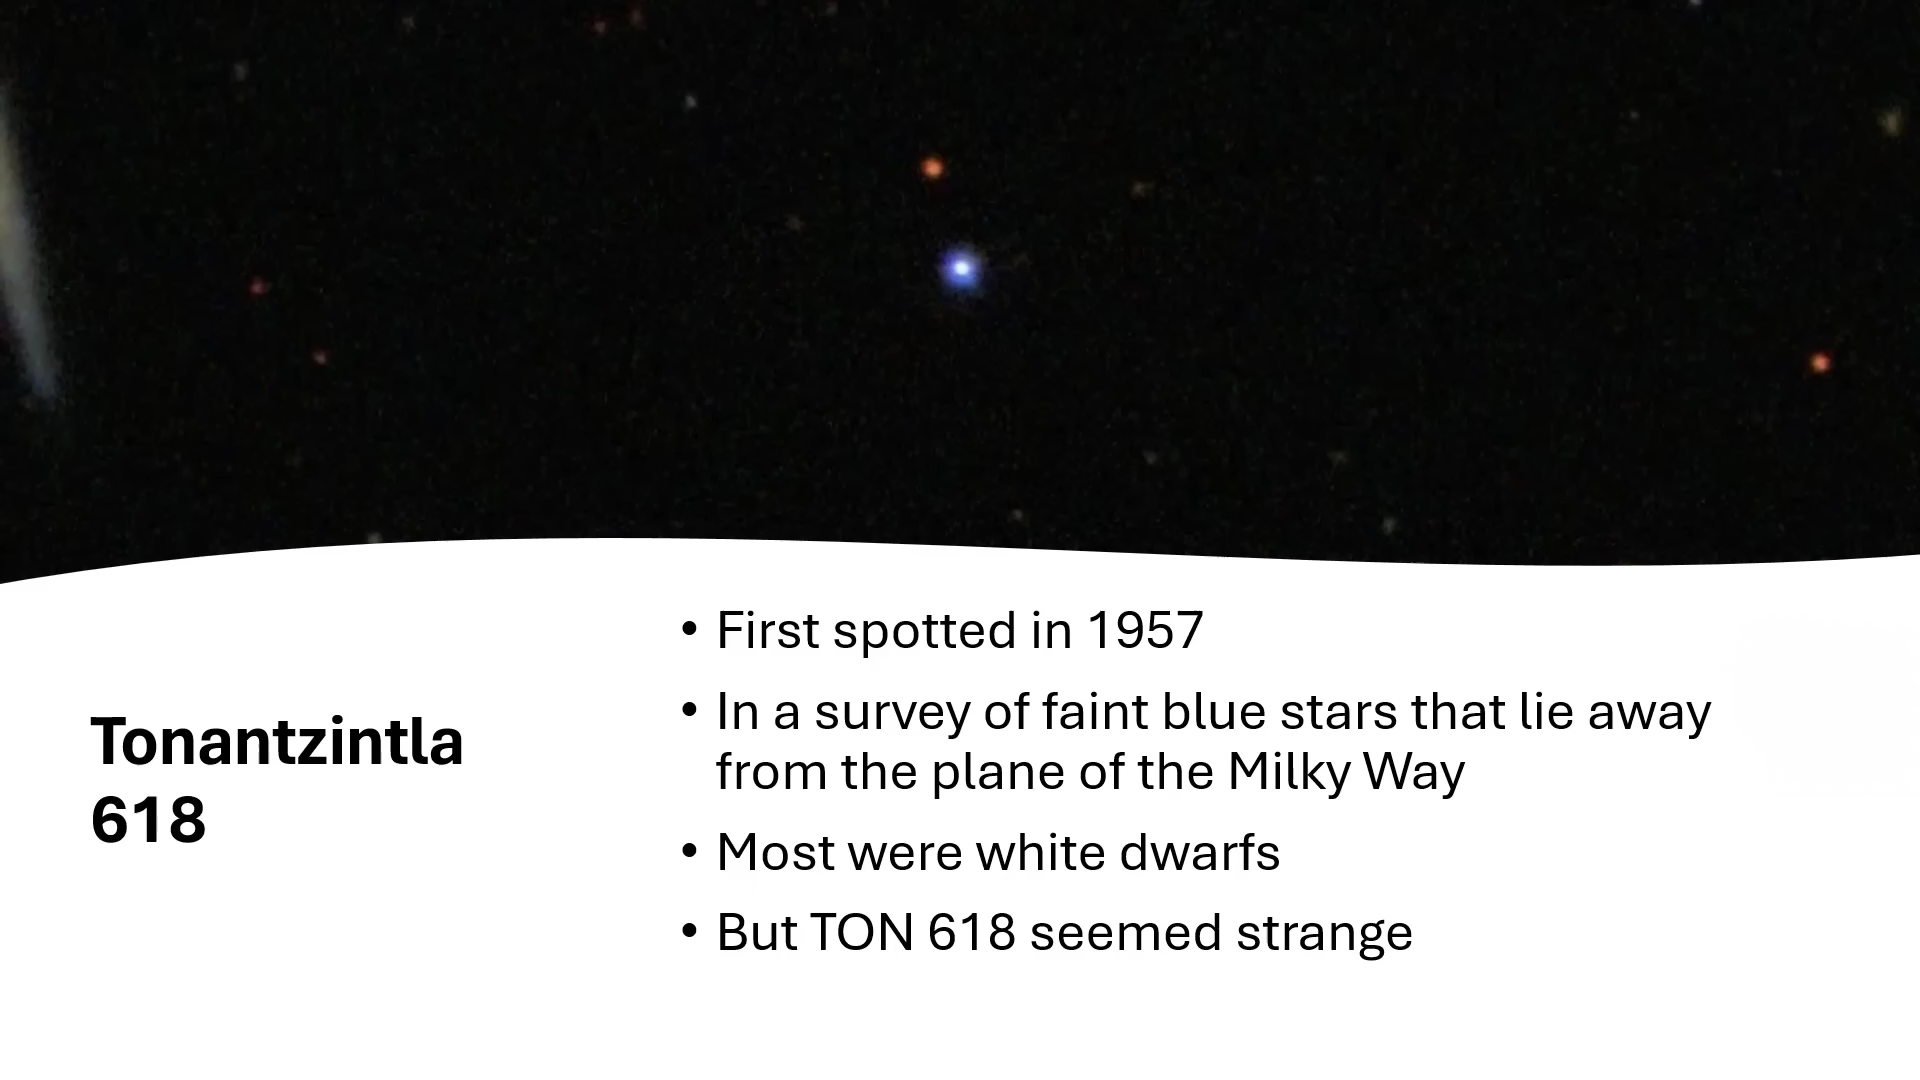 Tonantzintla
618
• First spotted in 1957
• In a survey of faint blue stars that lie away
from the plane of the Milky Way
• Most were white dwarfs
• But TON 618 seemed strange